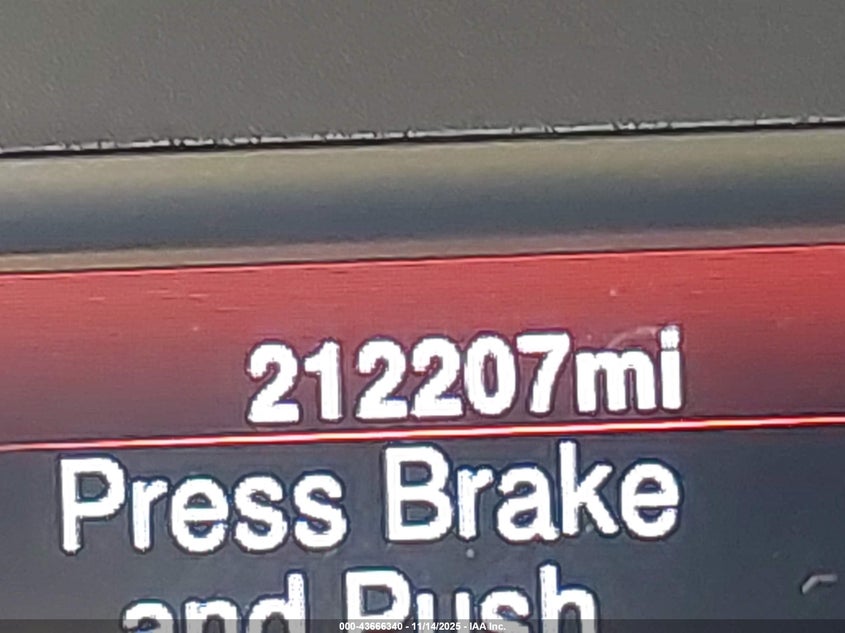 212207mi
Press Brake
and Push
000-43666340 - 11/14/2025 - IAA Inc.